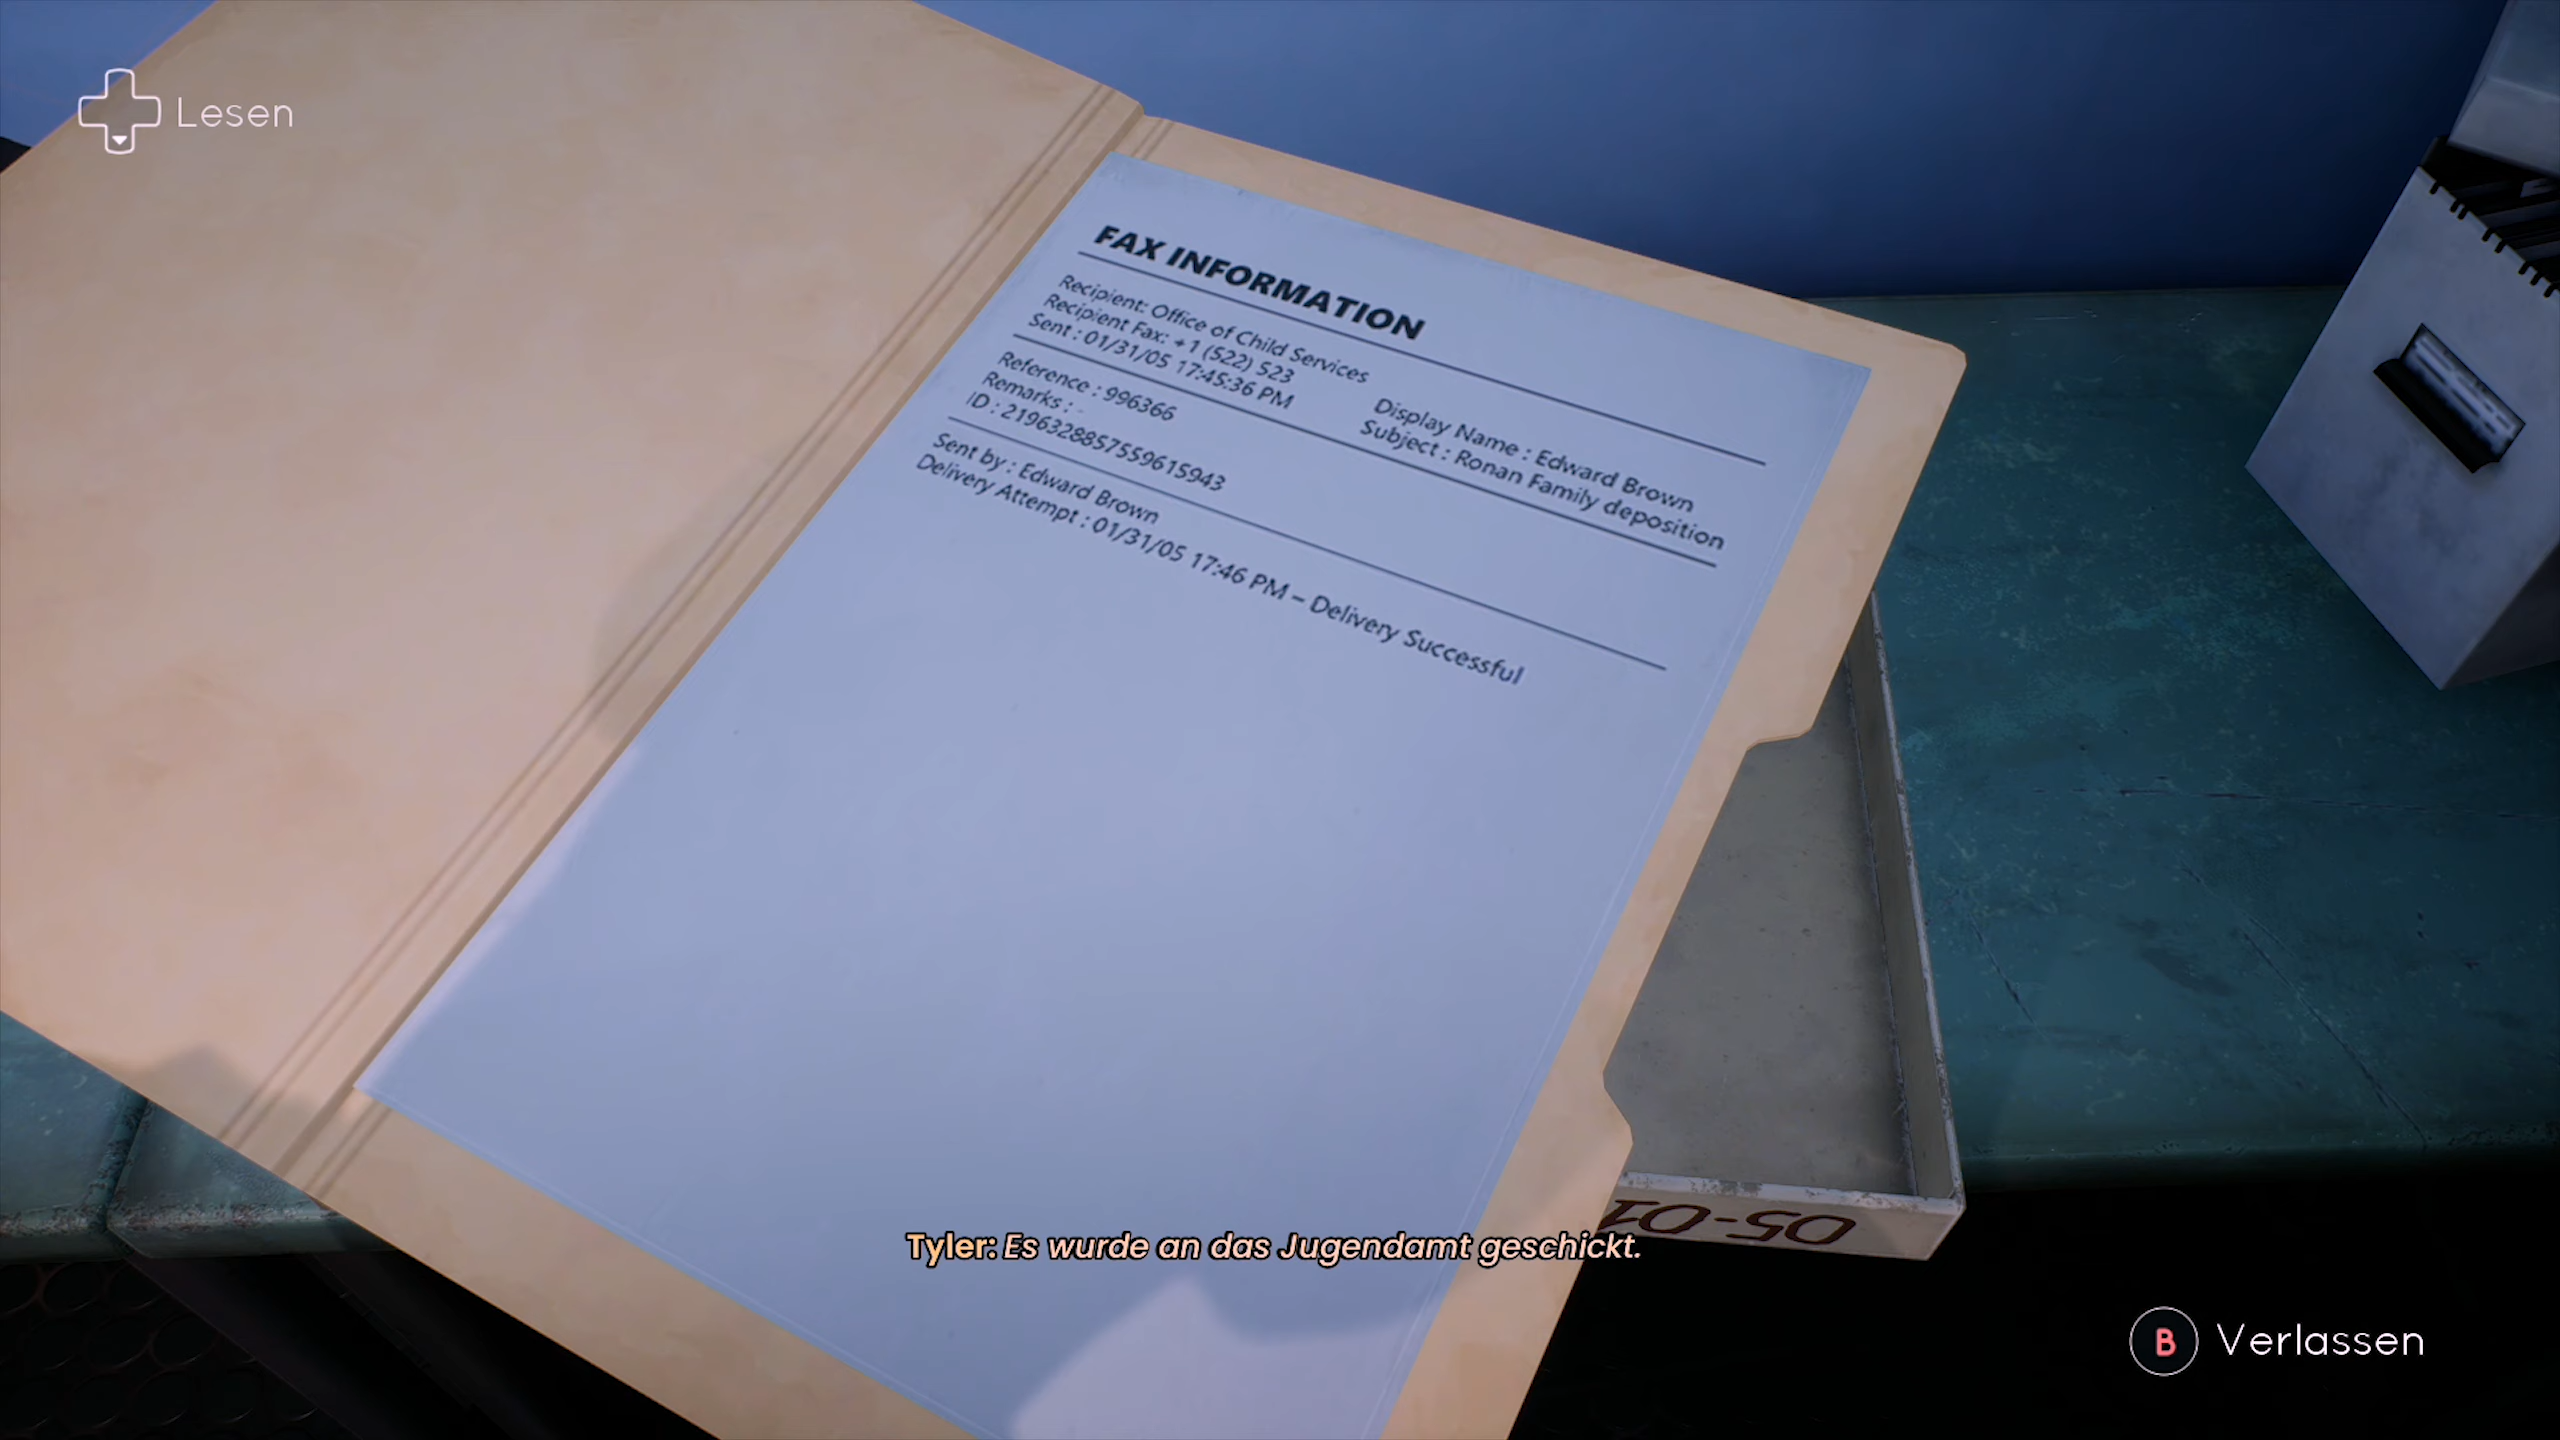 Lesen
FAX INFORMATION
Recipient: Office of Child Services
Recipient Fax: +1 (522) 523
Sent : 01/31/05 17:45:36 PM
Display Name : Edward Brown
Subject : Ronan Family deposition
Reference : 996366
Remarks : -
ID : 2196328857559615943
Sent by : Edward Brown
Delivery Attempt : 01/31/05 17:46 PM – Delivery Successful
05-01
Tyler: Es wurde an das Jugendamt geschickt.
B Verlassen